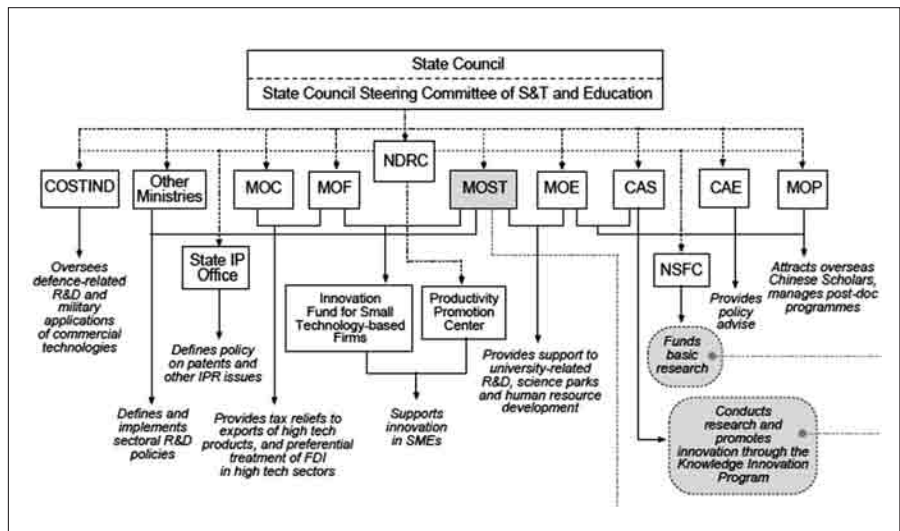 State Council
State Council Steering Committee of S&T and Education
COSTIND
Other
Ministries
MOC
MOF
NDRC
MOST
MOE
CAS
CAE
MOP
State IP
Office
NSFC
Oversees
defence-related
R&D and
military
applications
of commercial
technologies
Innovation
Fund for Small
Technology-based
Firms
Productivity
Promotion
Center
Provides
policy
advise
Attracts overseas
Chinese Scholars,
manages post-doc
programmes
Defines policy
on patents and
other IPR issues
Provides support to
university-related
R&D, science parks
and human resource
development
Funds
basic
research
Defines and
implements
sectoral R&D
policies
Provides tax reliefs to
exports of high tech
products, and preferential
treatment of FDI
in high tech sectors
Supports
innovation
in SMEs
Conducts
research and
promotes
innovation through the
Knowledge Innovation
Program